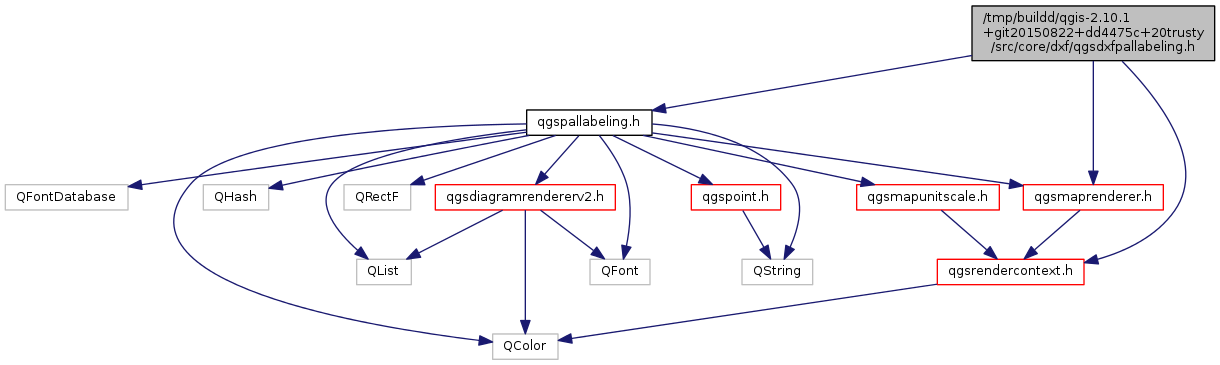 /tmp/buildd/qgis-2.10.1
+git20150822+dd4475c+20trusty
/src/core/dxf/qgsdxfpallabeling.h
qgspallabeling.h
QFontDatabase
QHash
QRectF
qgsdiagramrendererv2.h
qgspoint.h
qgsmapunitscale.h
qgsmaprenderer.h
QList
QFont
QString
qgsrendercontext.h
QColor